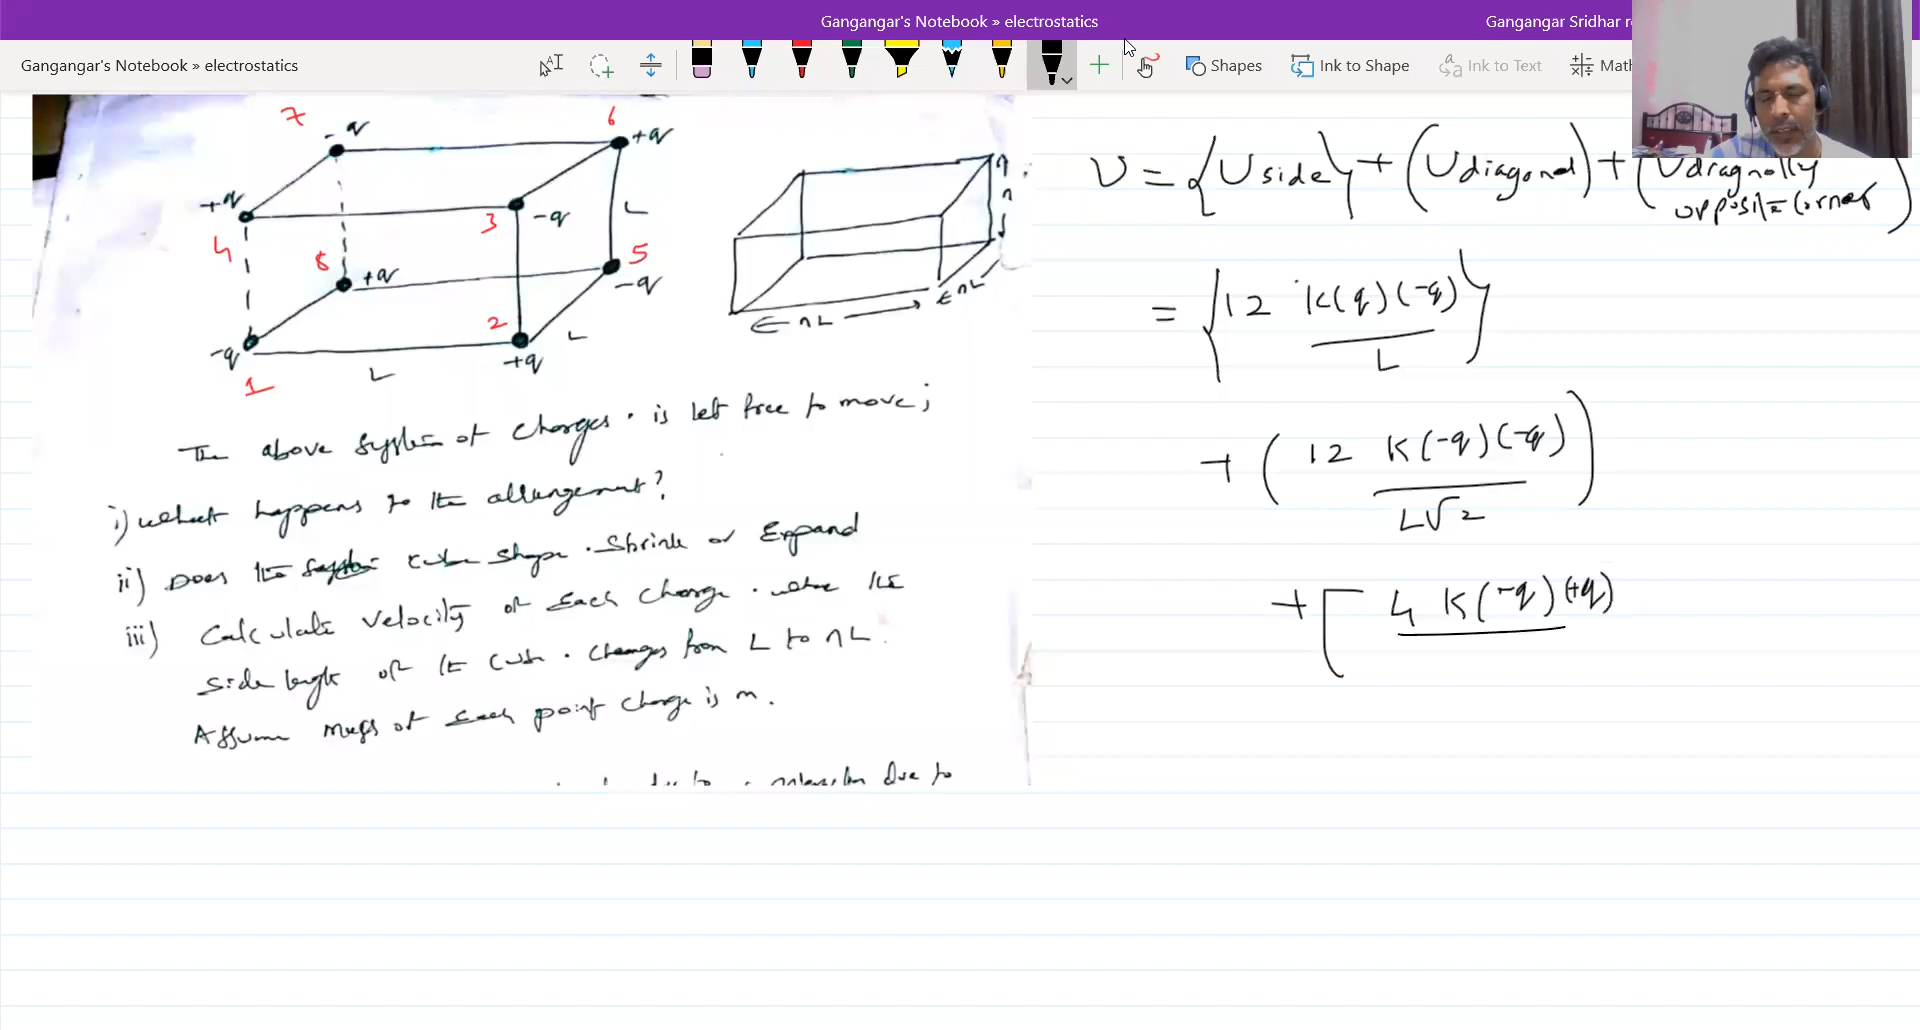 Gangangar's Notebook » electrostatics
Gangangar Sridhar r
Gangangar's Notebook » electrostatics
Shapes
Ink to Shape
Ink to Text
Math
7
-q
6
+q
+q
3
-q
L
4
8
+q
5
-q
2
-q
+q
L
1
L
nL
nL
The above system of charges . is let free to move;
i) what happens to the arrangement?
ii) Does the cube shape . shrink or Expand
iii) Calculate velocity of Each charge . when the
side length of the cube . changes from L to nL .
Assume mass of Each point charge is m .
due to
U = {U side} + (U diagonal) + (U diagnolly
opposite corner)
= {12 K(q)(-q)}
L
+ ( 12 K(-q)(-q) )
L√2
+ [ 4 K(-q)(+q)